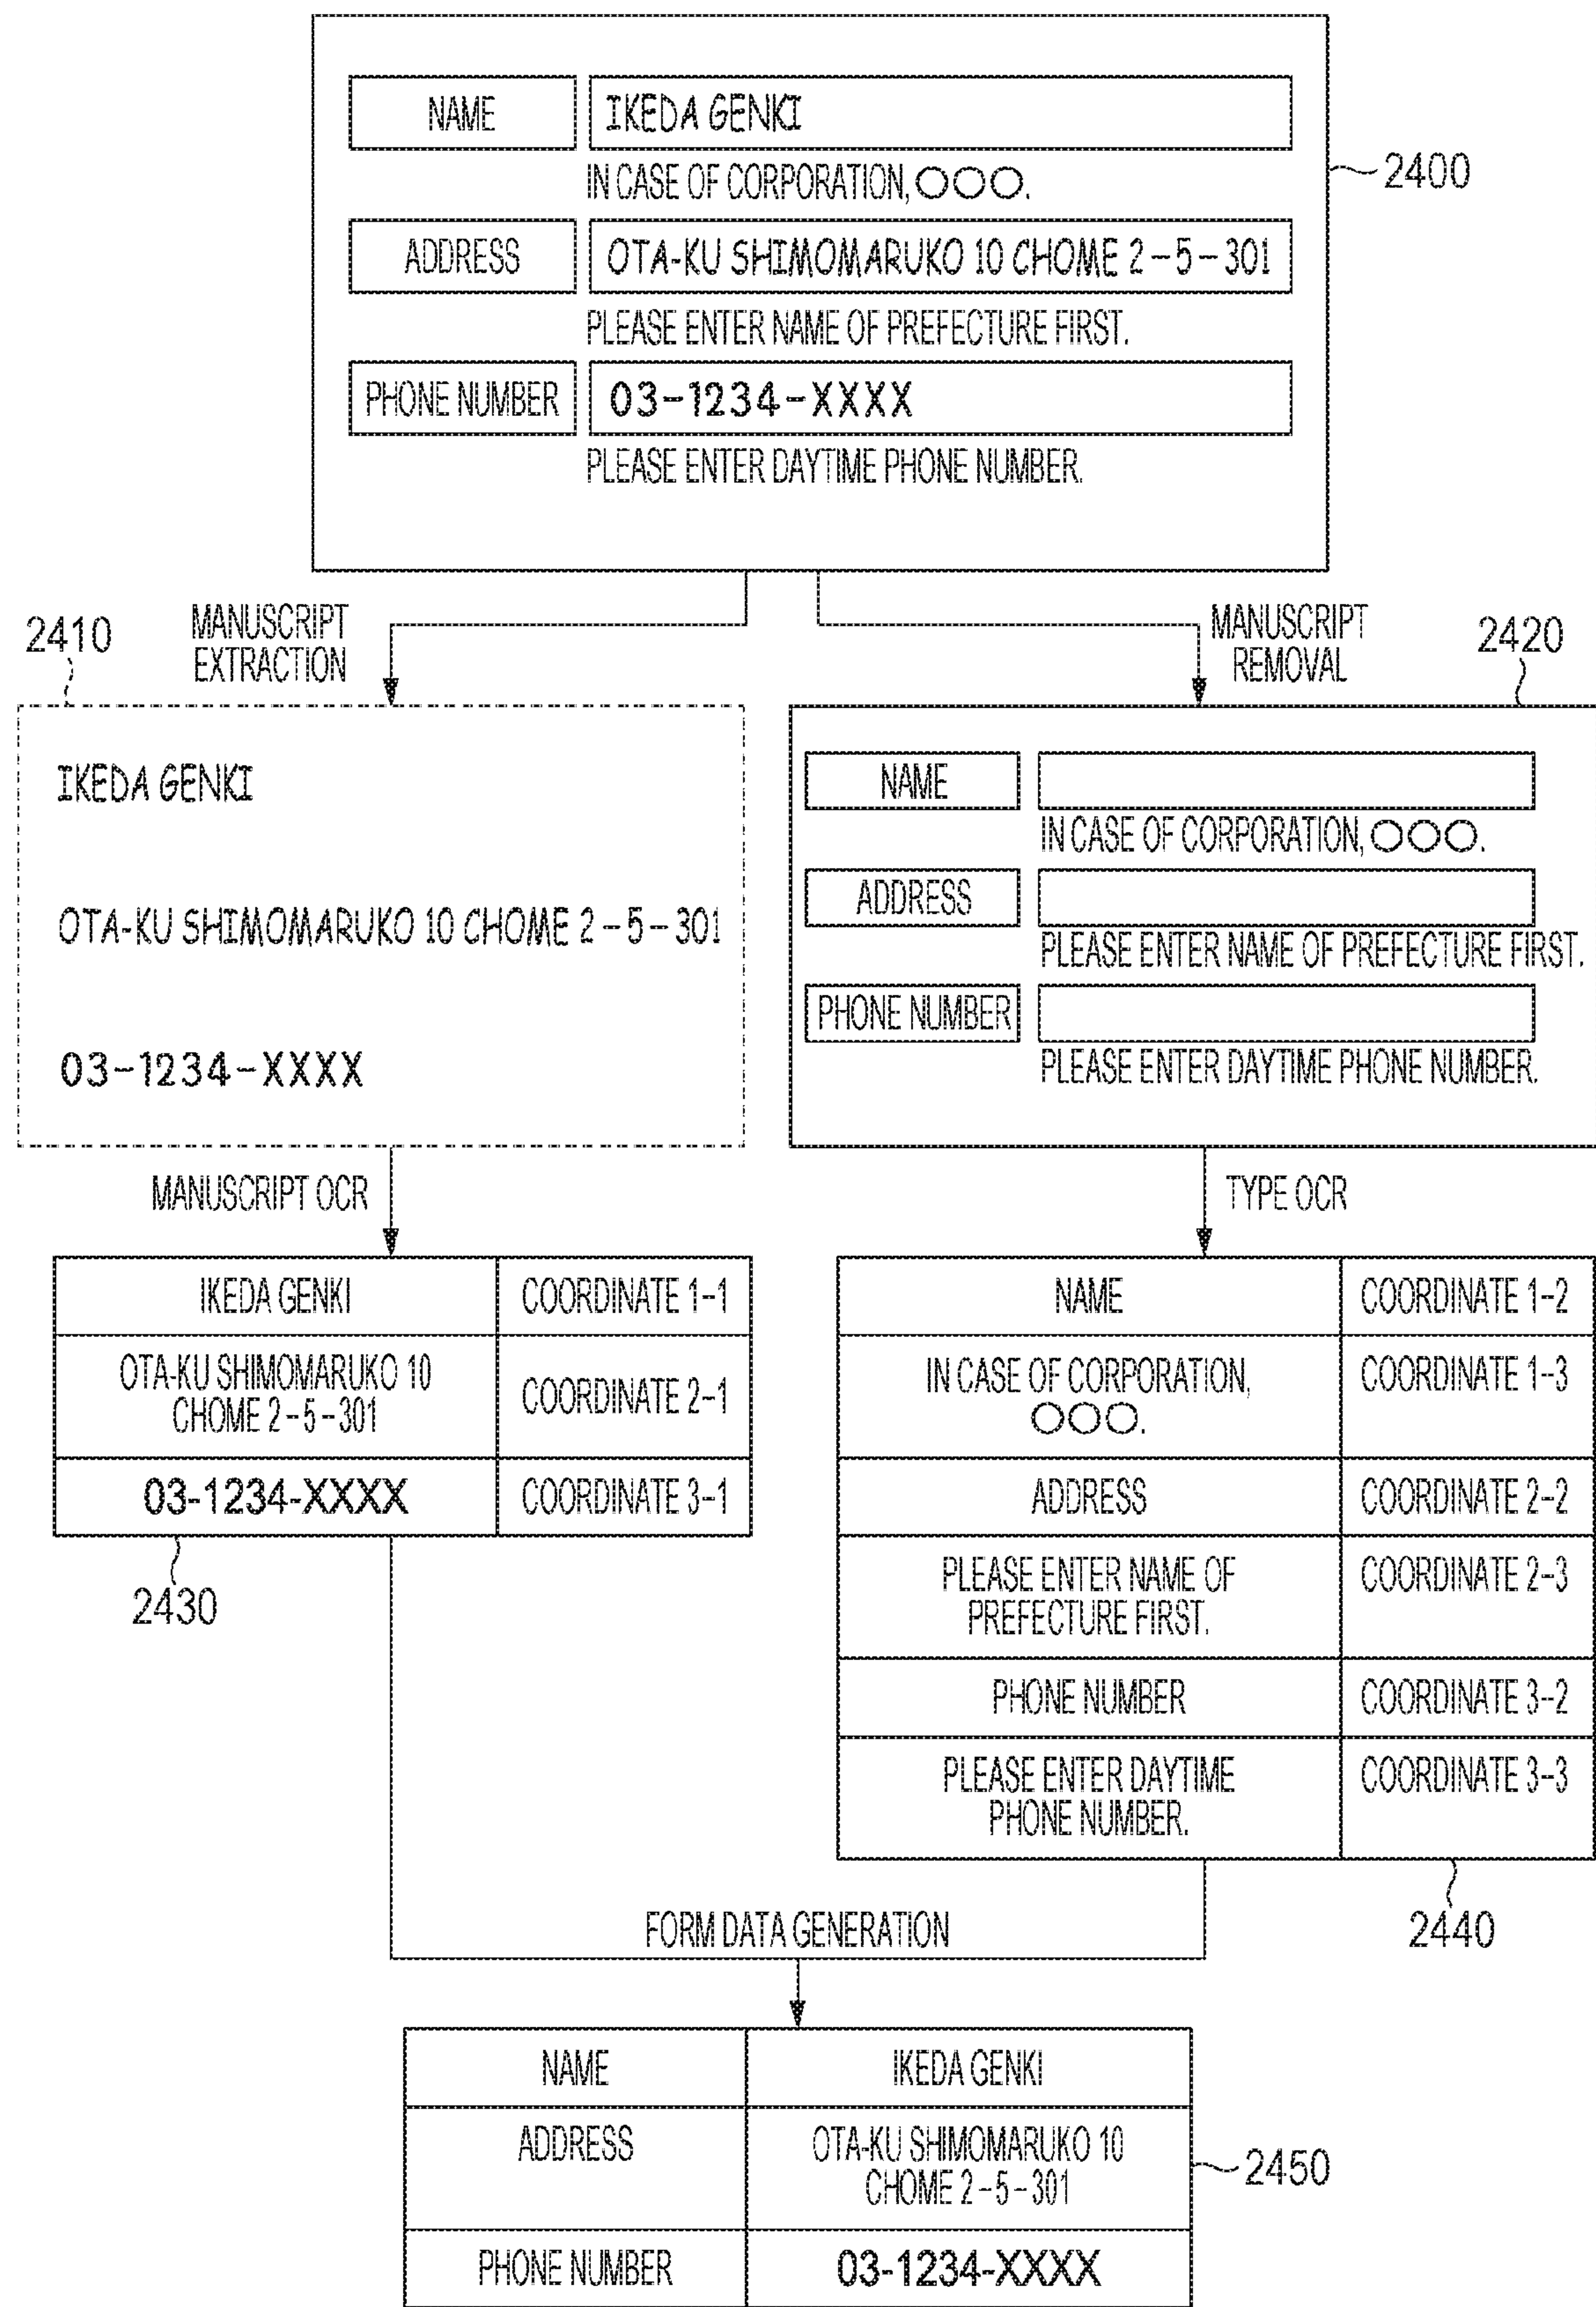 NAME IKEDA GENKI
IN CASE OF CORPORATION, ○○○.
2400
ADDRESS OTA-KU SHIMOMARUKO 10 CHOME 2-5-301
PLEASE ENTER NAME OF PREFECTURE FIRST.
PHONE NUMBER 03-1234-XXXX
PLEASE ENTER DAYTIME PHONE NUMBER.
2410
MANUSCRIPT
EXTRACTION
MANUSCRIPT
REMOVAL
2420
IKEDA GENKI
OTA-KU SHIMOMARUKO 10 CHOME 2-5-301
03-1234-XXXX
NAME
IN CASE OF CORPORATION, ○○○.
ADDRESS
PLEASE ENTER NAME OF PREFECTURE FIRST.
PHONE NUMBER
PLEASE ENTER DAYTIME PHONE NUMBER.
MANUSCRIPT OCR
TYPE OCR
IKEDA GENKI COORDINATE 1-1
OTA-KU SHIMOMARUKO 10
CHOME 2-5-301
COORDINATE 2-1
03-1234-XXXX COORDINATE 3-1
2430
NAME COORDINATE 1-2
IN CASE OF CORPORATION, COORDINATE 1-3
○○○.
ADDRESS COORDINATE 2-2
PLEASE ENTER NAME OF COORDINATE 2-3
PREFECTURE FIRST.
PHONE NUMBER COORDINATE 3-2
PLEASE ENTER DAYTIME COORDINATE 3-3
PHONE NUMBER.
2440
FORM DATA GENERATION
NAME IKEDA GENKI
ADDRESS OTA-KU SHIMOMARUKO 10
CHOME 2-5-301
2450
PHONE NUMBER 03-1234-XXXX